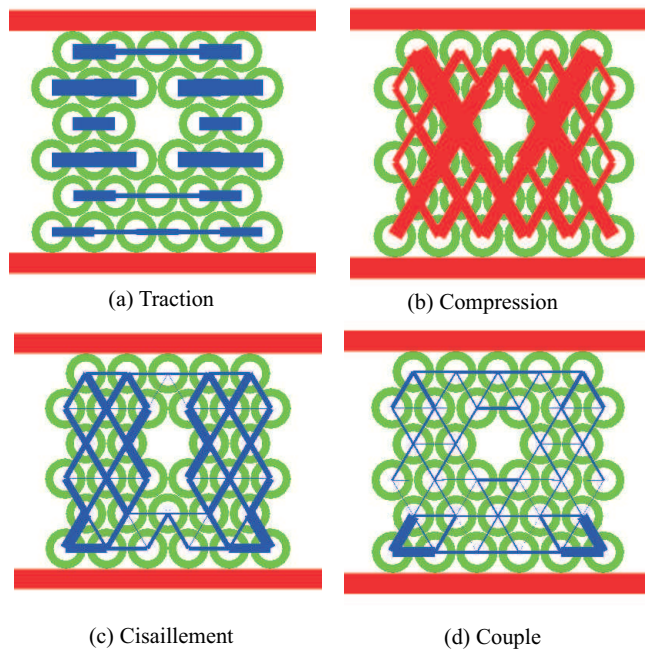 (a) Traction
(b) Compression
(c) Cisaillement
(d) Couple